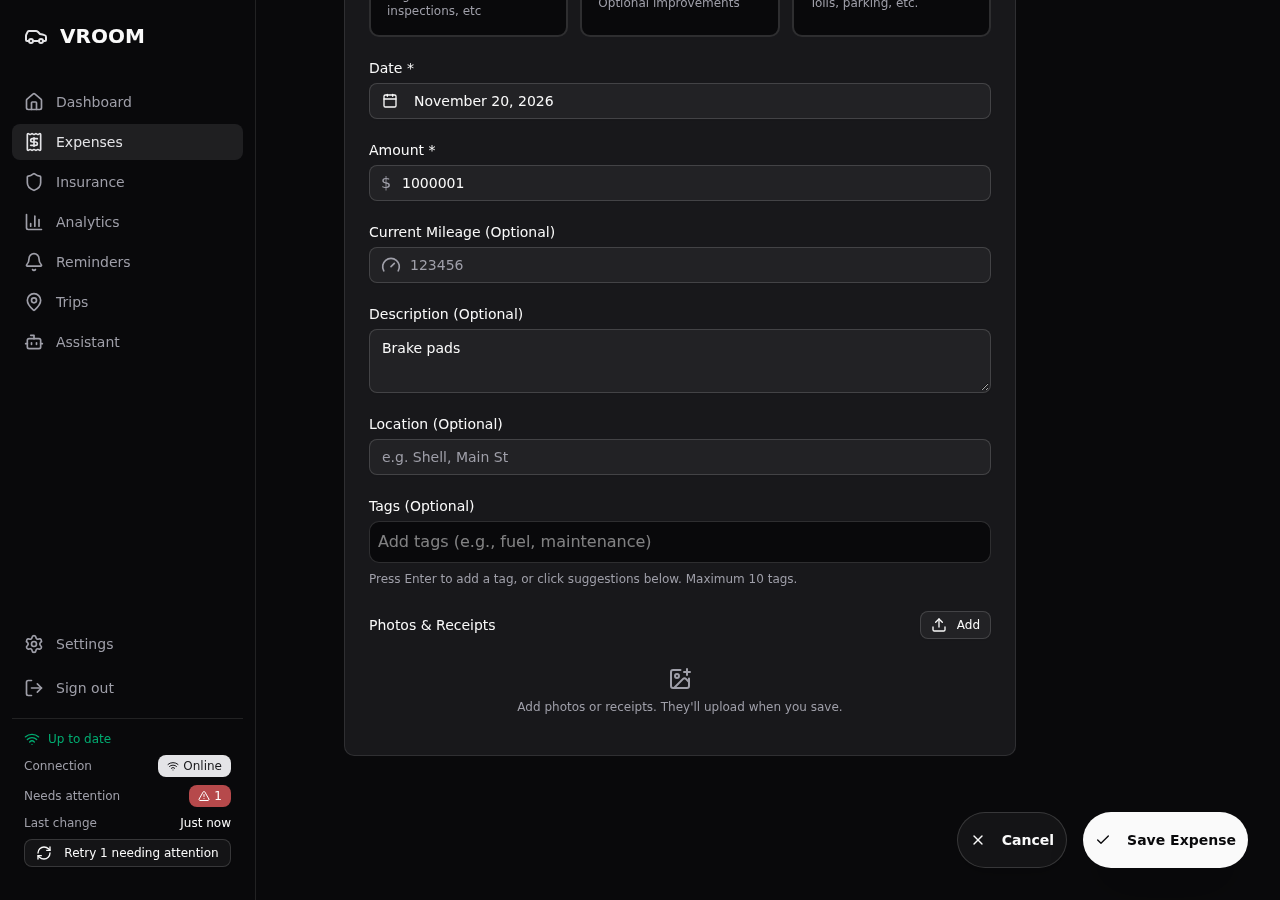 VROOM
Dashboard
Expenses
Insurance
Analytics
Reminders
Trips
Assistant
Settings
Sign out
Up to date
Connection
Online
Needs attention
1
Last change
Just now
Retry 1 needing attention
inspections, etc
Optional improvements
Tolls, parking, etc.
Date *
November 20, 2026
Amount *
$ 1000001
Current Mileage (Optional)
123456
Description (Optional)
Brake pads
Location (Optional)
e.g. Shell, Main St
Tags (Optional)
Add tags (e.g., fuel, maintenance)
Press Enter to add a tag, or click suggestions below. Maximum 10 tags.
Photos & Receipts
Add
Add photos or receipts. They'll upload when you save.
Cancel
Save Expense